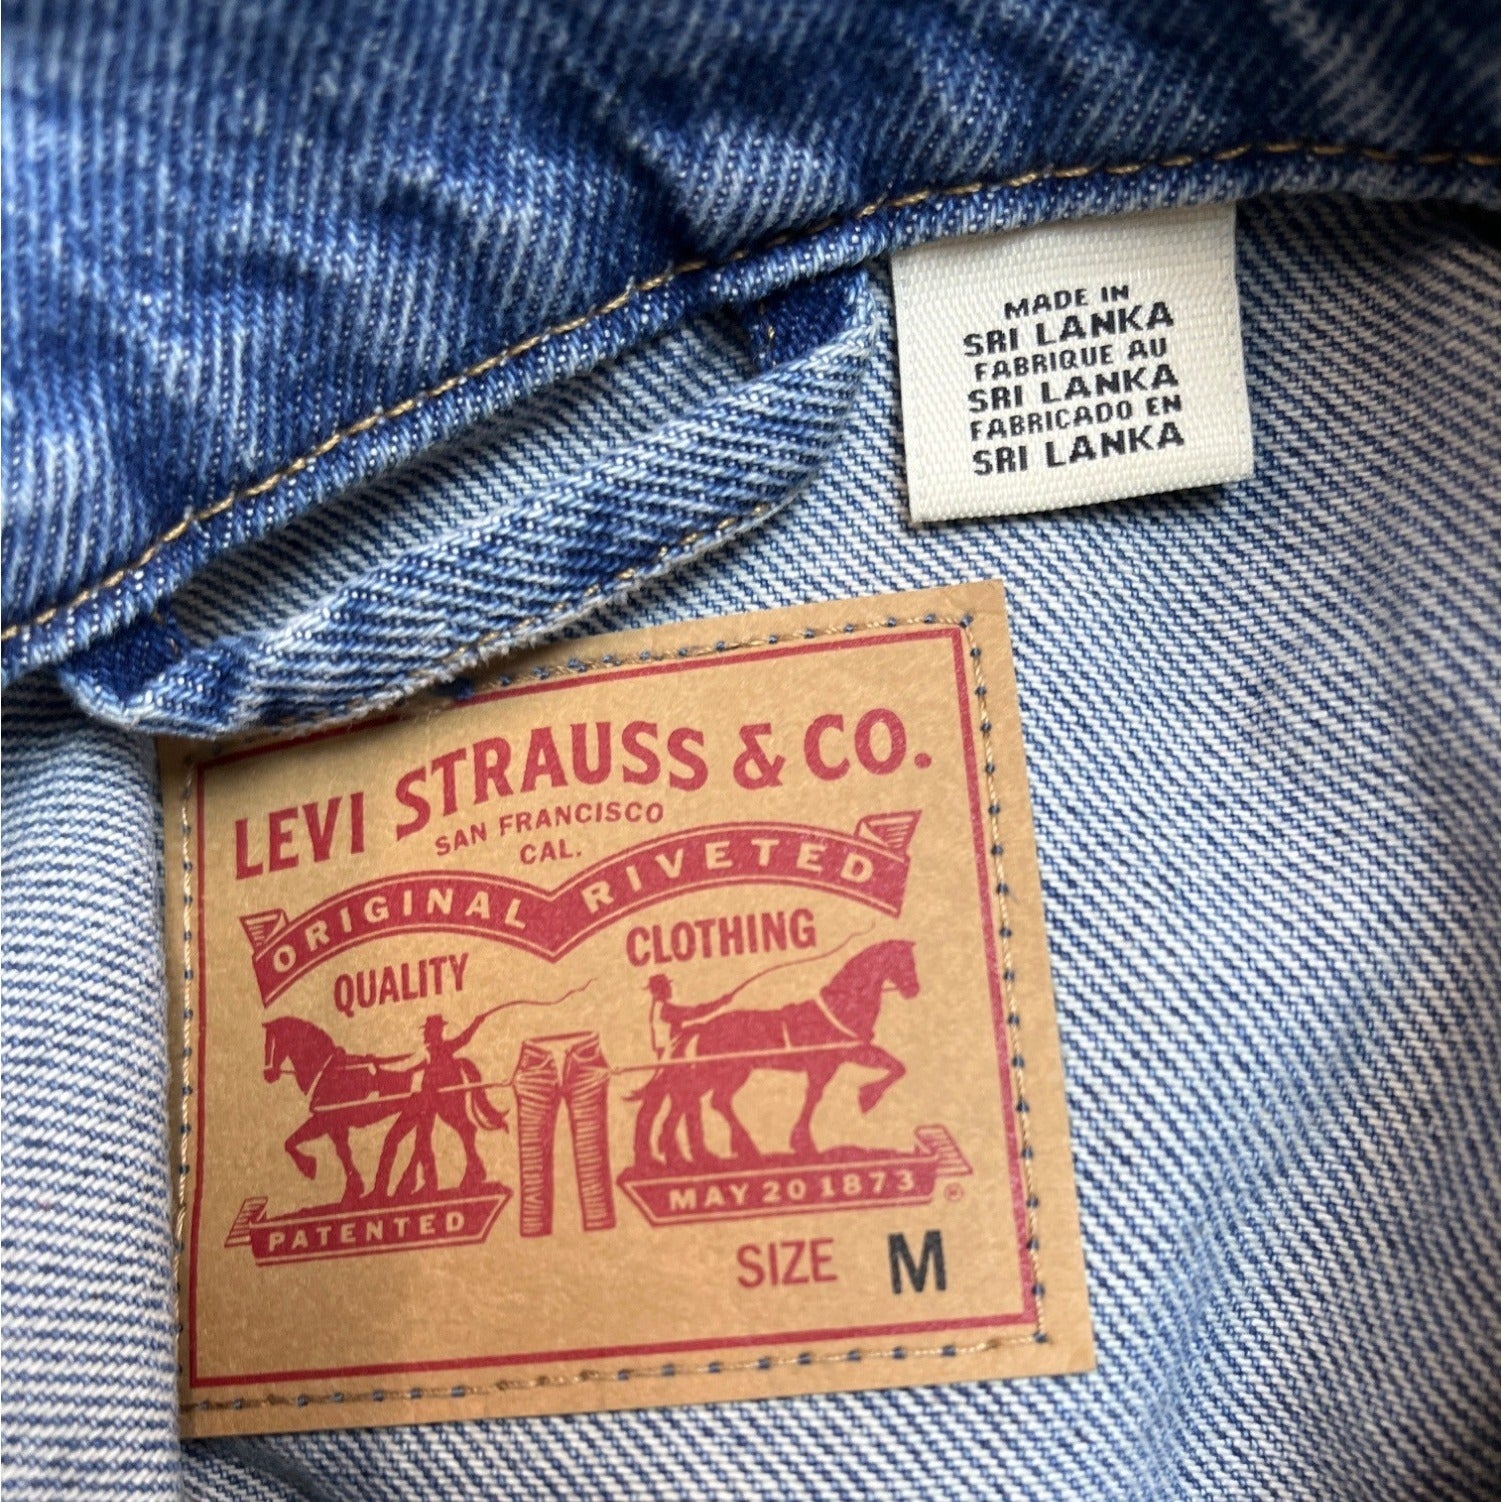 MADE IN
SRI LANKA
FABRIQUE AU
SRI LANKA
FABRICADO EN
SRI LANKA
LEVI STRAUSS & CO.
SAN FRANCISCO
CAL.
ORIGINAL RIVETED
QUALITY CLOTHING
PATENTED MAY 20 1873 ®
SIZE M